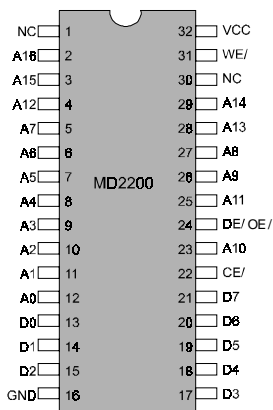 NC 1 32 VCC
A16 2 31 WE/
A15 3 30 NC
A12 4 29 A14
A7 5 28 A13
A6 6 27 A8
A5 7 26 A9
MD2200
A4 8 25 A11
A3 9 24 DE/ OE/
A2 10 23 A10
A1 11 22 CE/
A0 12 21 D7
D0 13 20 D6
D1 14 19 D5
D2 15 18 D4
GND 16 17 D3